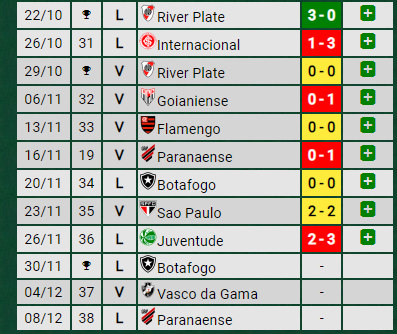 22/10 L River Plate 3-0
26/10 31 L Internacional 1-3
29/10 V River Plate 0-0
06/11 32 V Goianiense 0-1
13/11 33 V Flamengo 0-0
16/11 19 V Paranaense 0-1
20/11 34 L Botafogo 0-0
23/11 35 V Sao Paulo 2-2
26/11 36 L Juventude 2-3
30/11 L Botafogo -
04/12 37 V Vasco da Gama -
08/12 38 L Paranaense -